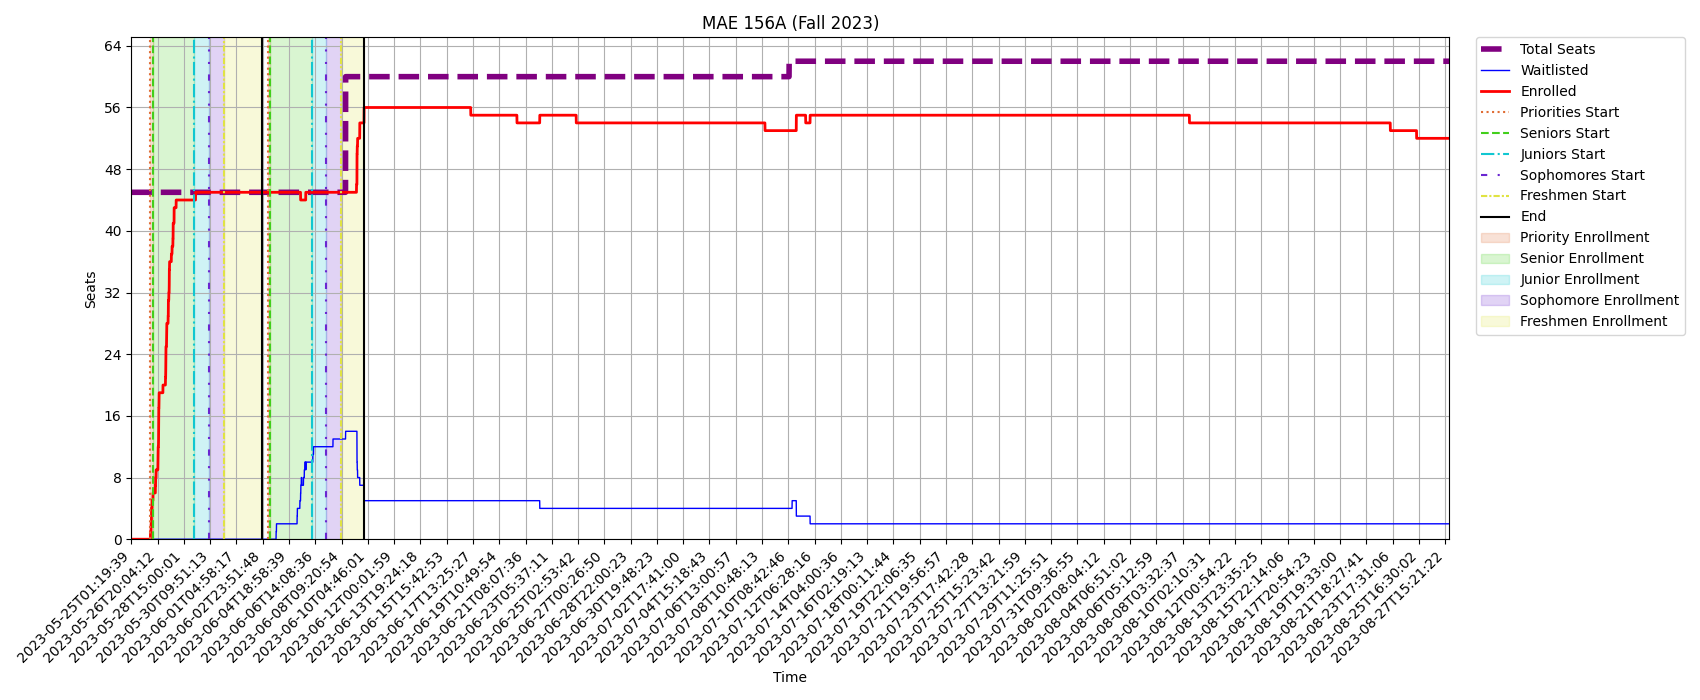 MAE 156A (Fall 2023)
64
56
48
40
32
24
16
8
0
Seats
2023-05-25T01:19:39
2023-05-26T20:04:12
2023-05-28T15:00:01
2023-05-30T09:51:13
2023-06-01T04:58:17
2023-06-02T23:51:48
2023-06-04T18:58:39
2023-06-06T14:08:36
2023-06-08T09:20:54
2023-06-10T04:46:01
2023-06-12T00:01:59
2023-06-13T19:24:18
2023-06-15T15:42:53
2023-06-17T13:25:27
2023-06-19T10:49:54
2023-06-21T08:07:36
2023-06-23T05:37:11
2023-06-25T02:53:42
2023-06-27T00:26:50
2023-06-28T22:00:23
2023-06-30T19:48:23
2023-07-02T17:41:00
2023-07-04T15:18:43
2023-07-06T13:00:57
2023-07-08T10:48:13
2023-07-10T08:42:46
2023-07-12T06:28:16
2023-07-14T04:00:36
2023-07-16T02:19:13
2023-07-18T00:11:44
2023-07-19T22:06:35
2023-07-21T19:56:57
2023-07-23T17:42:28
2023-07-25T15:23:42
2023-07-27T13:21:59
2023-07-29T11:25:51
2023-07-31T09:36:55
2023-08-02T08:04:12
2023-08-04T06:51:02
2023-08-06T05:12:59
2023-08-08T03:32:37
2023-08-10T02:10:31
2023-08-12T00:54:22
2023-08-13T23:35:25
2023-08-15T22:14:06
2023-08-17T20:54:23
2023-08-19T19:33:00
2023-08-21T18:27:41
2023-08-23T17:31:06
2023-08-25T16:30:02
2023-08-27T15:21:22
Time
Total Seats
Waitlisted
Enrolled
Priorities Start
Seniors Start
Juniors Start
Sophomores Start
Freshmen Start
End
Priority Enrollment
Senior Enrollment
Junior Enrollment
Sophomore Enrollment
Freshmen Enrollment